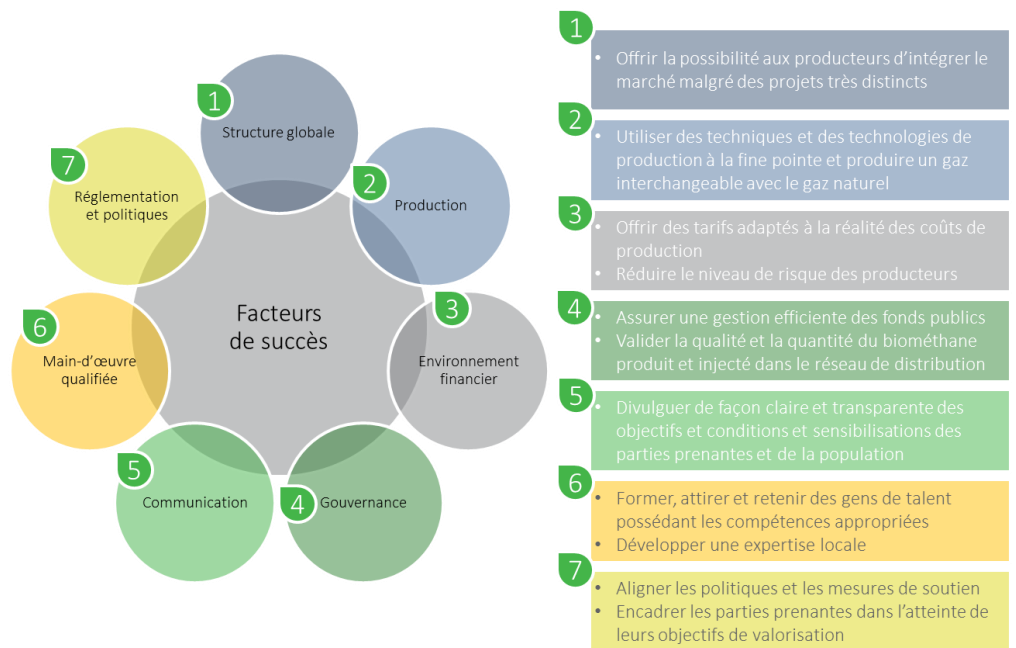 1
Structure globale
2
Production
3
Environnement
financier
4
Gouvernance
5
Communication
6
Main-d'œuvre
qualifiée
7
Réglementation
et politiques
Facteurs
de succès
1
• Offrir la possibilité aux producteurs d'intégrer le
marché malgré des projets très distincts
2
• Utiliser des techniques et des technologies de
production à la fine pointe et produire un gaz
interchangeable avec le gaz naturel
3
• Offrir des tarifs adaptés à la réalité des coûts de
production
• Réduire le niveau de risque des producteurs
4
• Assurer une gestion efficiente des fonds publics
• Valider la qualité et la quantité du biométhane
produit et injecté dans le réseau de distribution
5
• Divulguer de façon claire et transparente des
objectifs et conditions et sensibilisations des
parties prenantes et de la population
6
• Former, attirer et retenir des gens de talent
possédant les compétences appropriées
• Développer une expertise locale
7
• Aligner les politiques et les mesures de soutien
• Encadrer les parties prenantes dans l'atteinte de
leurs objectifs de valorisation